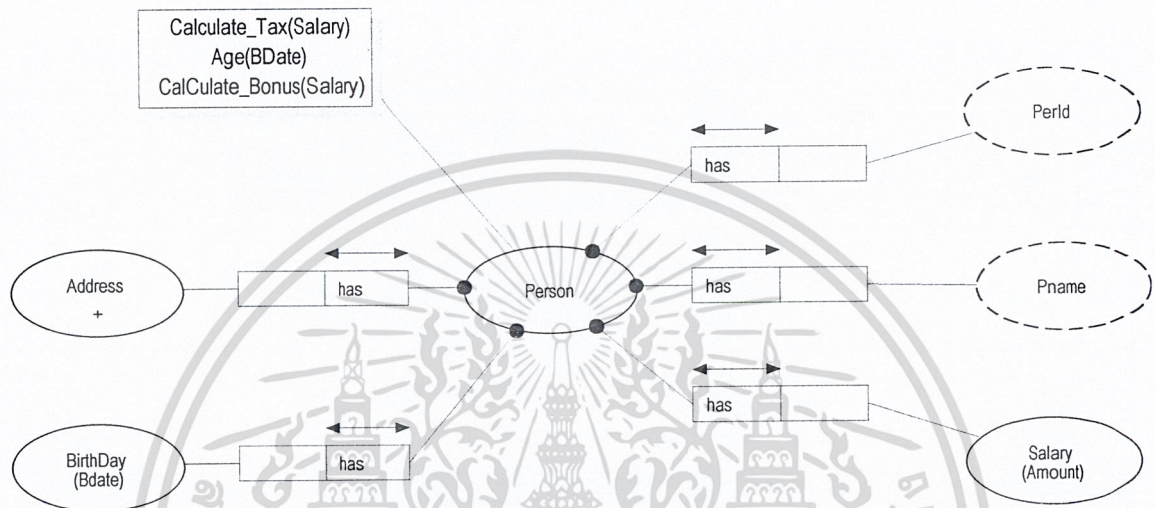 Calculate_Tax(Salary)
Age(BDate)
CalCulate_Bonus(Salary)
PerId
has
Address
+
has
Person
has
Pname
has
BirthDay
(Bdate)
has
Salary
(Amount)